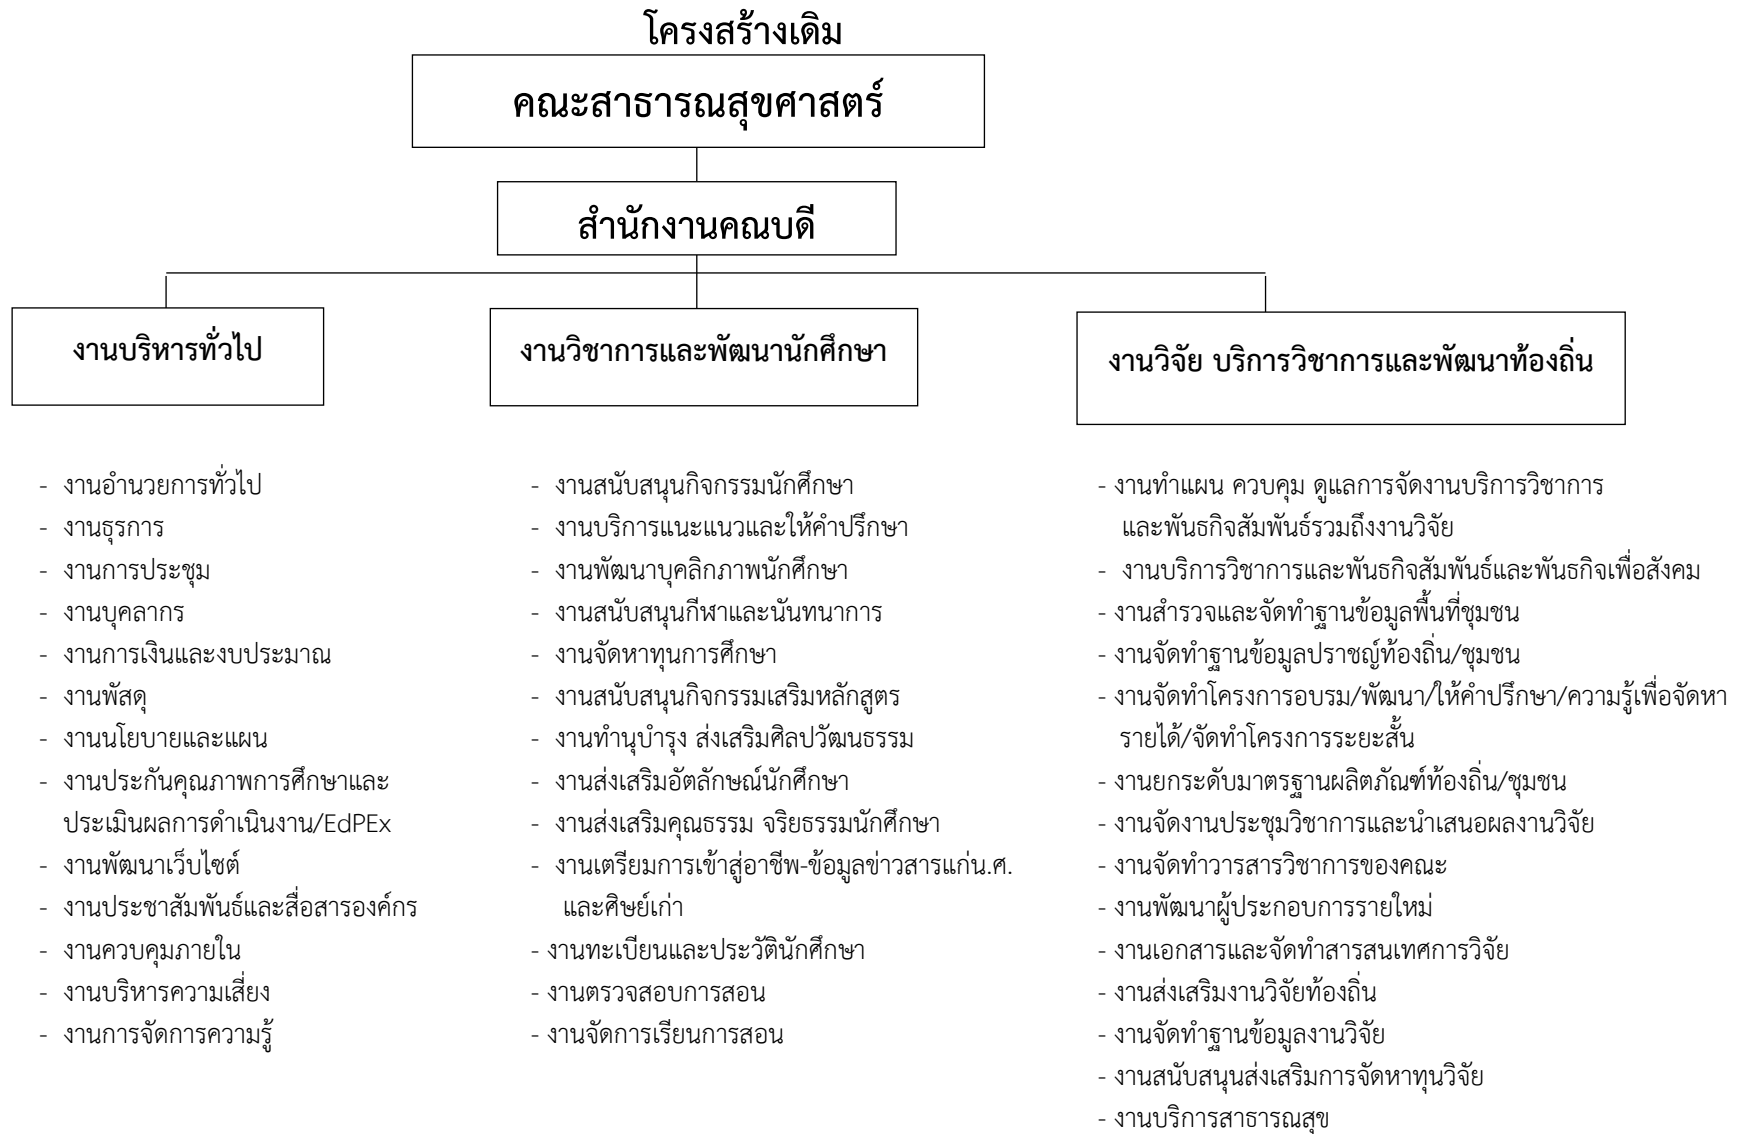 โครงสร้างเดิม
คณะสาธารณสุขศาสตร์
สำนักงานคณบดี
งานบริหารทั่วไป
งานวิชาการและพัฒนานักศึกษา
งานวิจัย บริการวิชาการและพัฒนาท้องถิ่น
- งานอำนวยการทั่วไป
- งานธุรการ
- งานการประชุม
- งานบุคลากร
- งานการเงินและงบประมาณ
- งานพัสดุ
- งานนโยบายและแผน
- งานประกันคุณภาพการศึกษาและ
ประเมินผลการดำเนินงาน/EdPEx
- งานพัฒนาเว็บไซต์
- งานประชาสัมพันธ์และสื่อสารองค์กร
- งานควบคุมภายใน
- งานบริหารความเสี่ยง
- งานการจัดการความรู้
- งานสนับสนุนกิจกรรมนักศึกษา
- งานบริการแนะแนวและให้คำปรึกษา
- งานพัฒนาบุคลิกภาพนักศึกษา
- งานสนับสนุนกีฬาและนันทนาการ
- งานจัดหาทุนการศึกษา
- งานสนับสนุนกิจกรรมเสริมหลักสูตร
- งานทำนุบำรุง ส่งเสริมศิลปวัฒนธรรม
- งานส่งเสริมอัตลักษณ์นักศึกษา
- งานส่งเสริมคุณธรรม จริยธรรมนักศึกษา
- งานเตรียมการเข้าสู่อาชีพ-ข้อมูลข่าวสารแก่น.ศ.
และศิษย์เก่า
- งานทะเบียนและประวัตินักศึกษา
- งานตรวจสอบการสอน
- งานจัดการเรียนการสอน
- งานทำแผน ควบคุม ดูแลการจัดงานบริการวิชาการ
และพันธกิจสัมพันธ์รวมถึงงานวิจัย
- งานบริการวิชาการและพันธกิจสัมพันธ์และพันธกิจเพื่อสังคม
- งานสำรวจและจัดทำฐานข้อมูลพื้นที่ชุมชน
- งานจัดทำฐานข้อมูลปราชญ์ท้องถิ่น/ชุมชน
- งานจัดทำโครงการอบรม/พัฒนา/ให้คำปรึกษา/ความรู้เพื่อจัดหา
รายได้/จัดทำโครงการระยะสั้น
- งานยกระดับมาตรฐานผลิตภัณฑ์ท้องถิ่น/ชุมชน
- งานจัดงานประชุมวิชาการและนำเสนอผลงานวิจัย
- งานจัดทำวารสารวิชาการของคณะ
- งานพัฒนาผู้ประกอบการรายใหม่
- งานเอกสารและจัดทำสารสนเทศการวิจัย
- งานส่งเสริมงานวิจัยท้องถิ่น
- งานจัดทำฐานข้อมูลงานวิจัย
- งานสนับสนุนส่งเสริมการจัดหาทุนวิจัย
- งานบริการสาธารณสุข